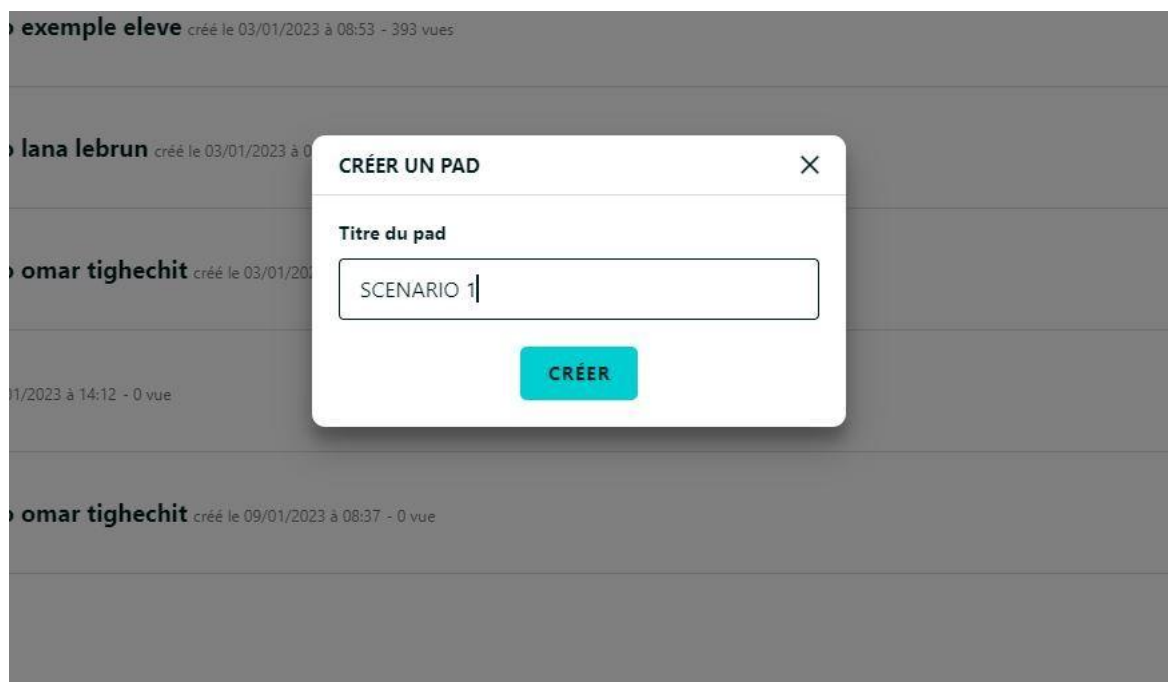 exemple eleve créé le 03/01/2023 à 08:53 - 393 vues
lana lebrun créé le 03/01/2023 à 0
CRÉER UN PAD
Titre du pad
omar tighechit créé le 03/01/202
SCENARIO 1
CRÉER
01/2023 à 14:12 - 0 vue
omar tighechit créé le 09/01/2023 à 08:37 - 0 vue